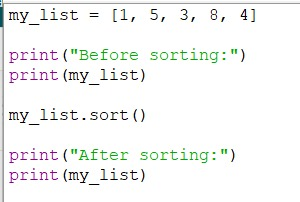 my_list = [1, 5, 3, 8, 4]
print("Before sorting:")
print(my_list)
my_list.sort()
print("After sorting:")
print(my_list)